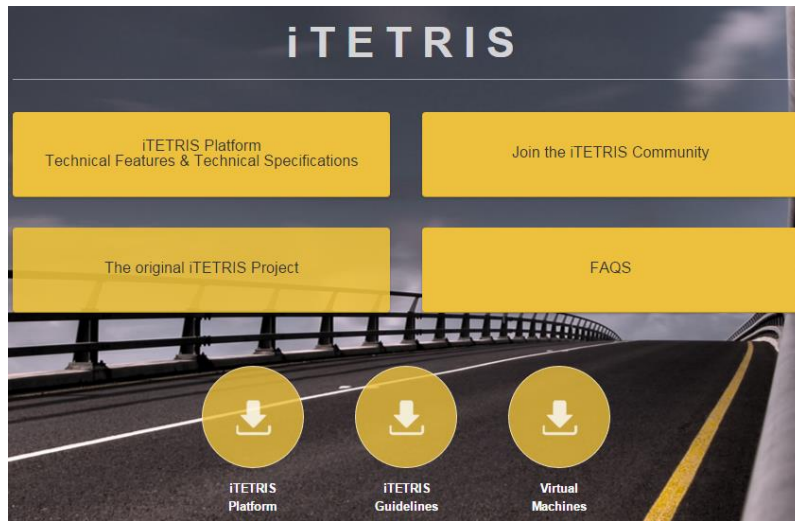 iTETRIS
iTETRIS Platform
Technical Features & Technical Specifications
Join the iTETRIS Community
The original iTETRIS Project
FAQS
iTETRIS
Platform
iTETRIS
Guidelines
Virtual
Machines